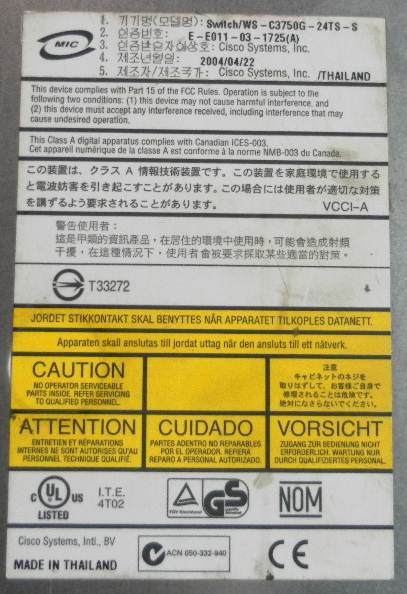 MIC
1. 기기명(모델명): Switch/WS-C3750G-24TS-S
2. 인증번호: E-E011-03-1725(A)
3. 인증받은자의상호: Cisco Systems, Inc.
4. 제조년월일: 2004/04/22
5. 제조자/제조국가: Cisco Systems, Inc. /THAILAND
This device complies with Part 15 of the FCC Rules. Operation is subject to the
following two conditions: (1) this device may not cause harmful interference, and
(2) this device must accept any interference received, including interference that may
cause undesired operation.
This Class A digital apparatus complies with Canadian ICES-003.
Cet appareil numérique de la classe A est conforme à la norme NMB-003 du Canada.
この装置は、クラス A 情報技術装置です。この装置を家庭環境で使用する
と電波妨害を引き起こすことがあります。この場合には使用者が適切な対策
を講ずるよう要求されることがあります。 VCCI-A
警告使用者：
這是甲類的資訊產品，在居住的環境中使用時，可能會造成射頻
干擾，在這種情況下，使用者會被要求採取某些適當的對策。
T33272
JORDET STIKKONTAKT SKAL BENYTTES NÅR APPARATET TILKOPLES DATANETT.
Apparaten skall anslutas till jordat uttag när den ansluts till ett nätverk.
CAUTION
NO OPERATOR SERVICEABLE
PARTS INSIDE. REFER SERVICING
TO QUALIFIED PERSONNEL.
注意
キャビネットのネジを
取りはずして、お客様ご自身で
修理されることは危険です。
絶対になさらないでください。
ATTENTION
ENTRETIEN ET RÉPARATIONS
INTERNES NE SONT AUTORISÉS QU'AU
PERSONNEL TECHNIQUE QUALIFIÉ.
CUIDADO
PARTES ADENTRO NO REPARABLES
POR EL OPERADOR. REFIERA
REPARO A PERSONAL AUTORIZADO.
VORSICHT
ZUGANG ZUR BEDIENUNG NICHT
ERFORDERLICH. WARTUNG NUR
DURCH QUALIFIZIERTES PERSONAL.
C UL US
LISTED
I.T.E.
4T02
TÜV Rheinland
GS
NOM
Cisco Systems, Intl., BV
MADE IN THAILAND
ACN 050-332-940
CE